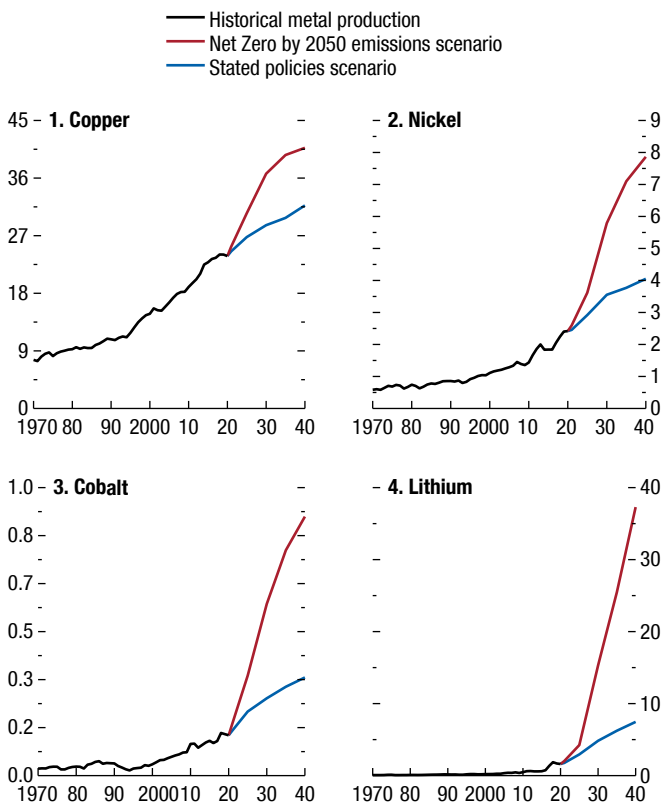 Historical metal production
Net Zero by 2050 emissions scenario
Stated policies scenario
1. Copper
45
36
27
18
9
0
1970 80 90 2000 10 20 30 40
2. Nickel
9
8
7
6
5
4
3
2
1
0
1970 80 90 2000 10 20 30 40
3. Cobalt
1.0
0.8
0.7
0.5
0.3
0.2
0.0
1970 80 90 2000 10 20 30 40
4. Lithium
40
30
20
10
0
1970 80 90 2000 10 20 30 40